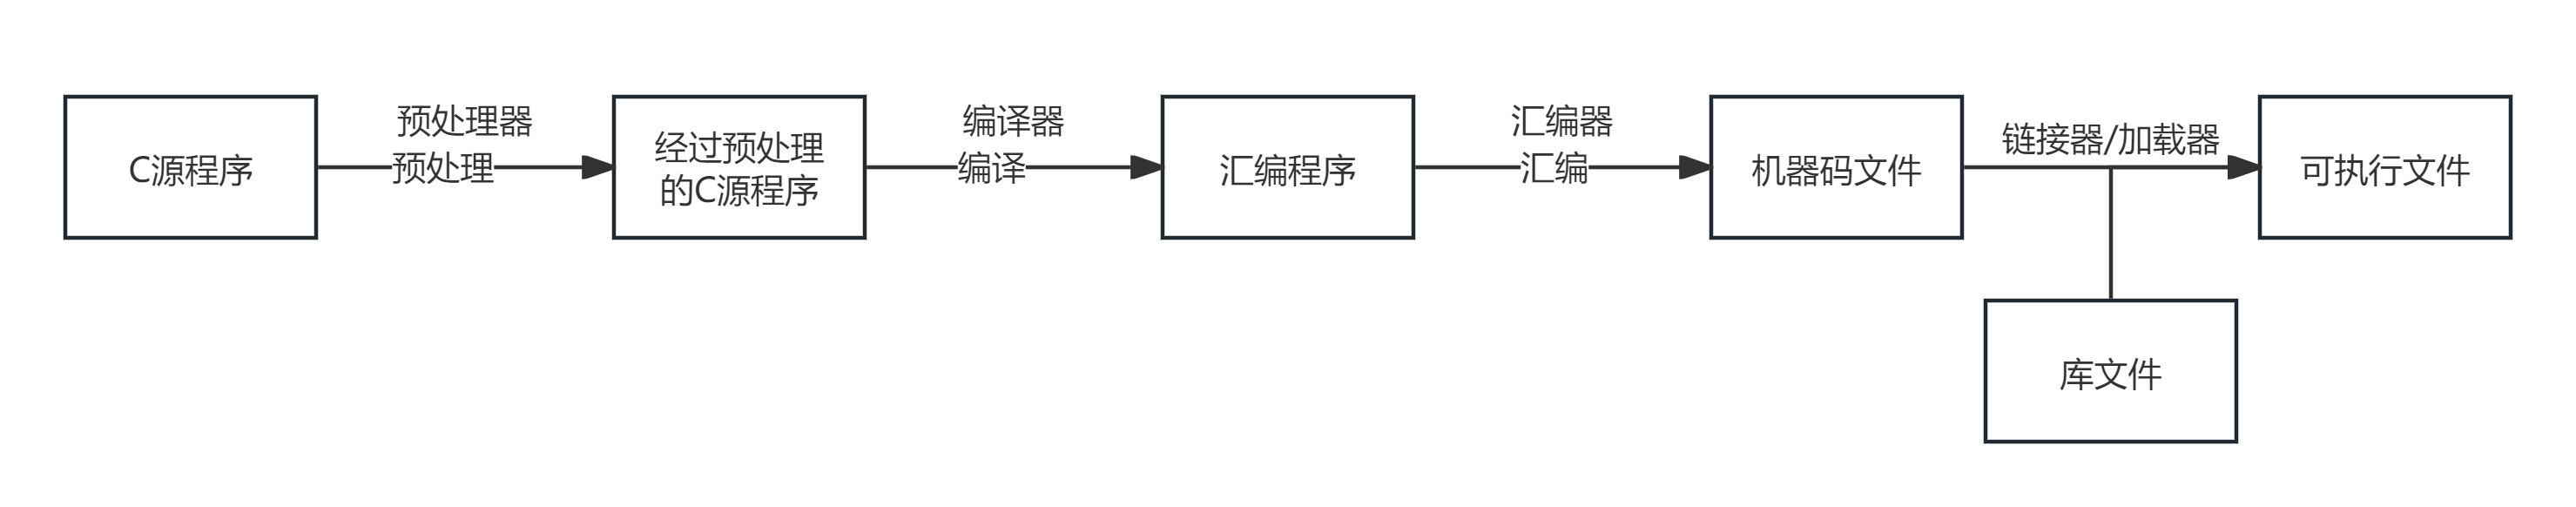 C源程序
预处理器
预处理
经过预处理
的C源程序
编译器
编译
汇编程序
汇编器
汇编
机器码文件
链接器/加载器
可执行文件
库文件